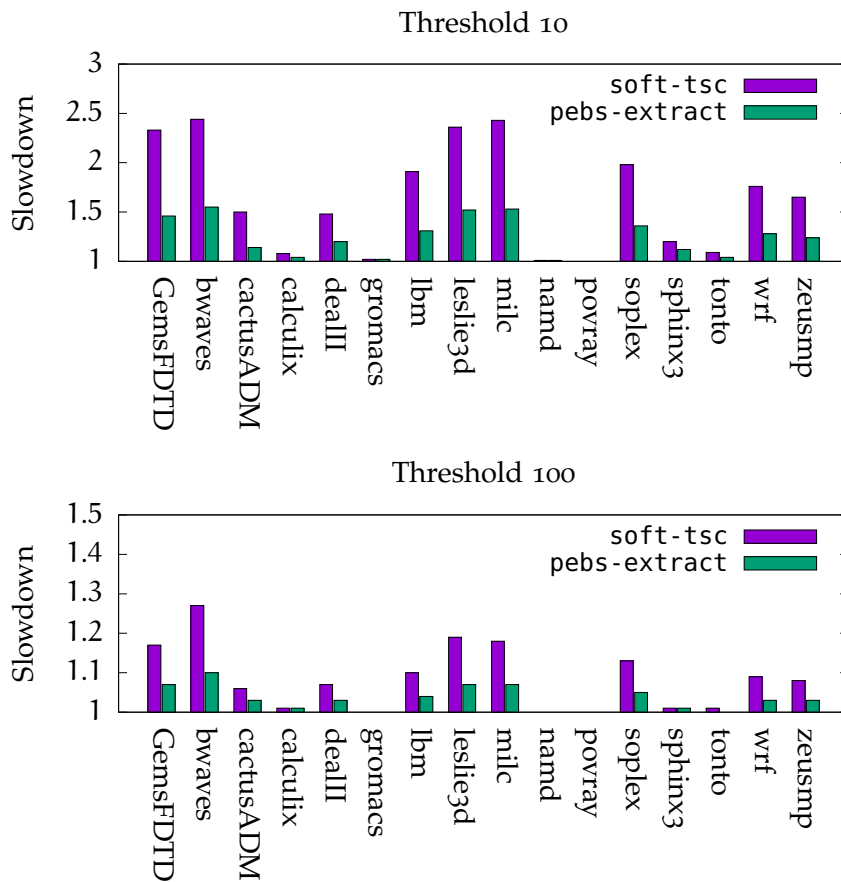 Threshold 10
Slowdown
3
2.5
2
1.5
1
soft-tsc
pebs-extract
GemsFDTD
bwaves
cactusADM
calculix
dealII
gromacs
lbm
leslie3d
milc
namd
povray
soplex
sphinx3
tonto
wrf
zeusmp
Threshold 100
Slowdown
1.5
1.4
1.3
1.2
1.1
1
soft-tsc
pebs-extract
GemsFDTD
bwaves
cactusADM
calculix
dealII
gromacs
lbm
leslie3d
milc
namd
povray
soplex
sphinx3
tonto
wrf
zeusmp